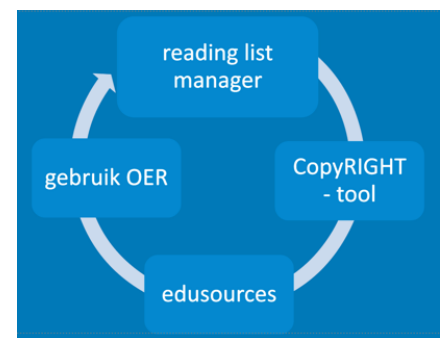 reading list
manager
CopyRIGHT
- tool
edusources
gebruik OER